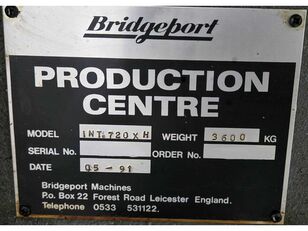 Bridgeport
PRODUCTION
CENTRE
MODEL INT.720XH WEIGHT 3600 KG
SERIAL No. ORDER No.
DATE 05-91
Bridgeport Machines
P.o. Box 22 Forest Road Leicester England.
Telephone 0533 531122.